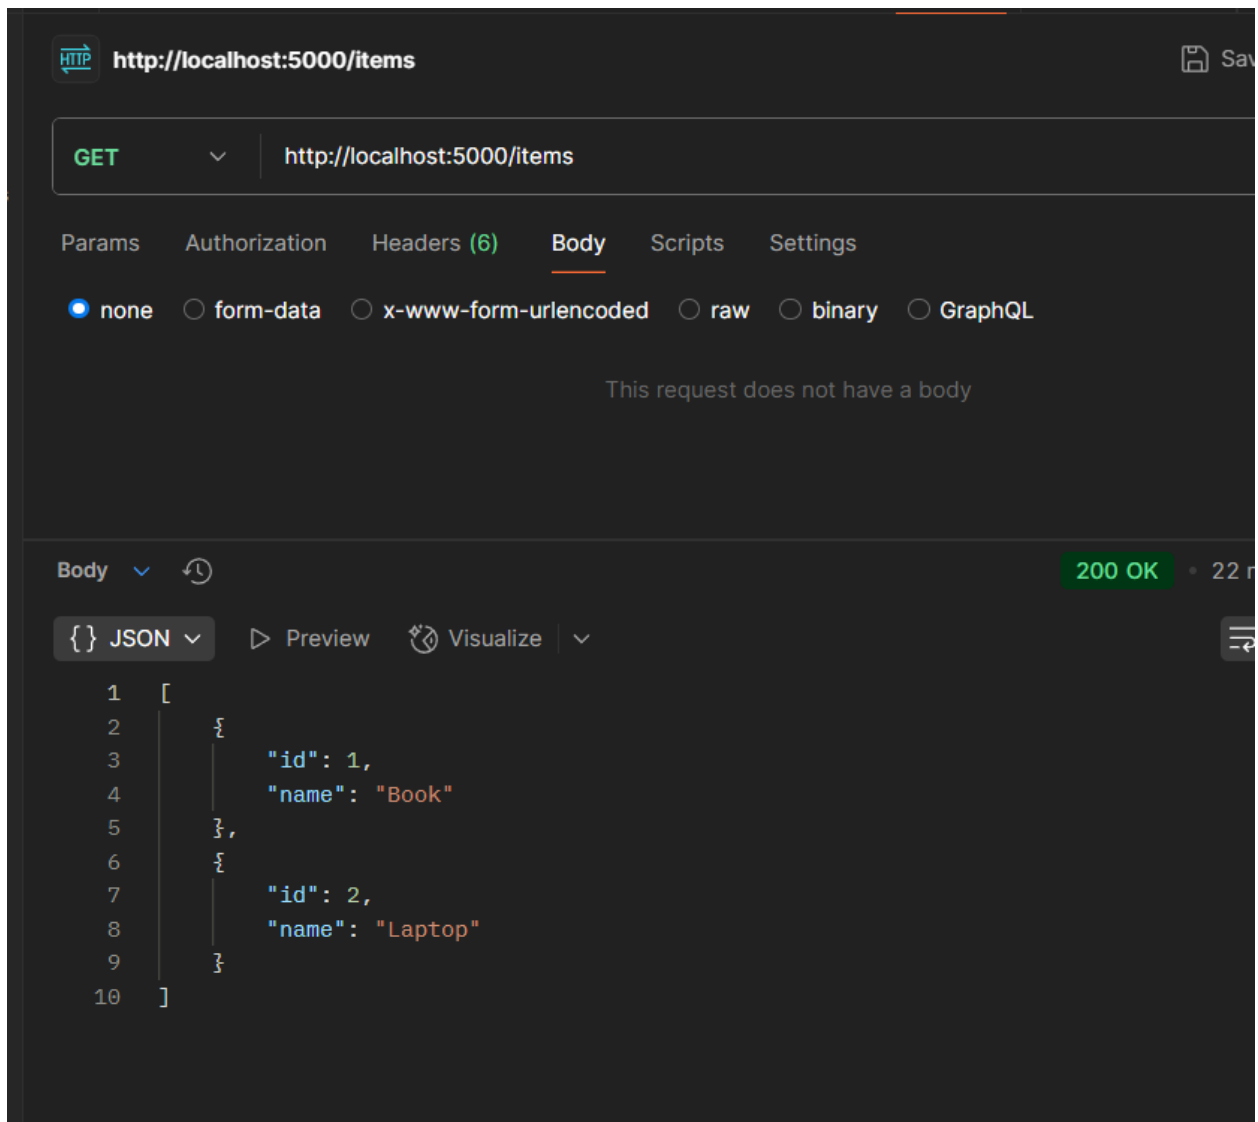 HTTP http://localhost:5000/items
GET http://localhost:5000/items
Params Authorization Headers (6) Body Scripts Settings
none form-data x-www-form-urlencoded raw binary GraphQL
This request does not have a body
Body 200 OK • 22
{ } JSON Preview Visualize
1 [
2 {
3 "id": 1,
4 "name": "Book"
5 },
6 {
7 "id": 2,
8 "name": "Laptop"
9 }
10 ]